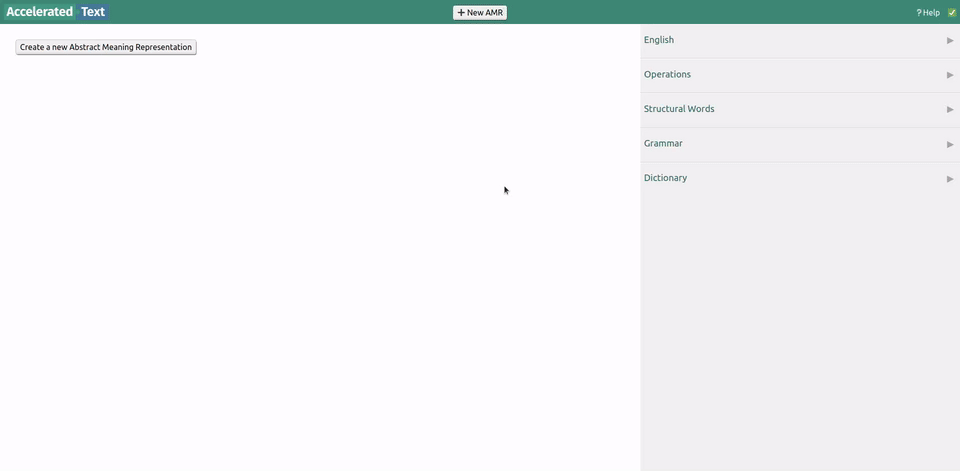 Accelerated Text
+ New AMR
? Help
Create a new Abstract Meaning Representation
English
Operations
Structural Words
Grammar
Dictionary